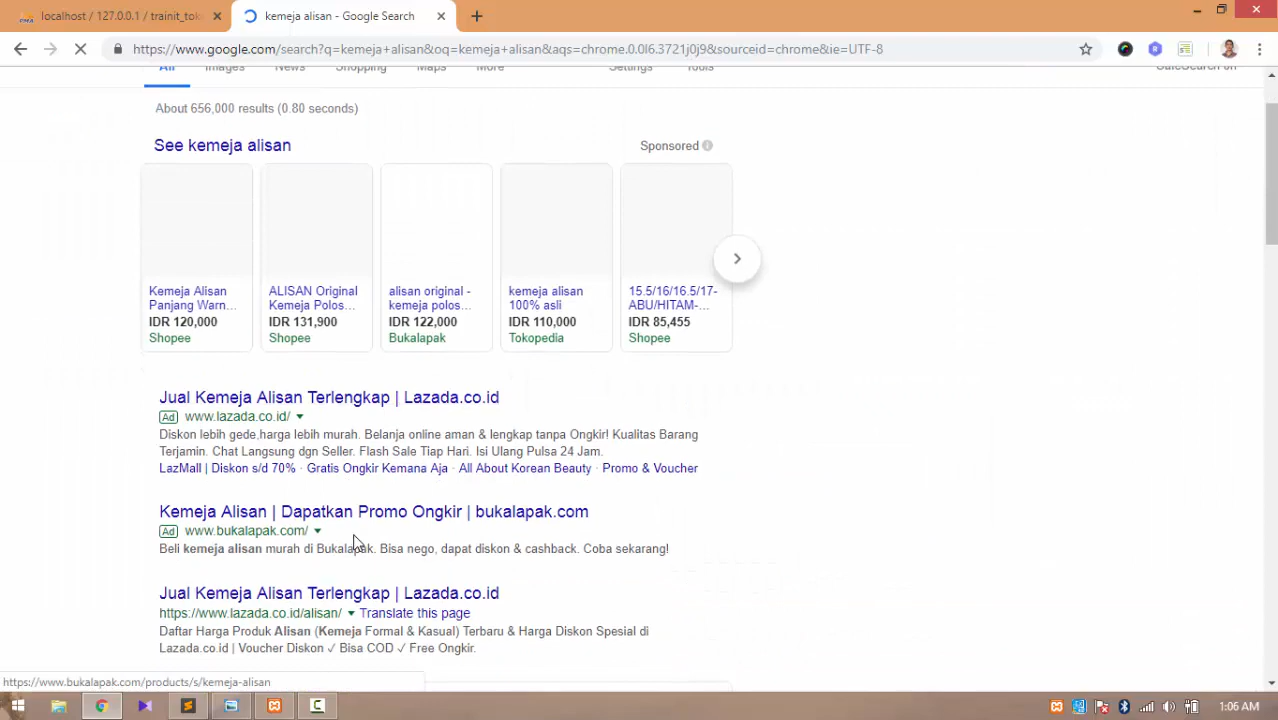 localhost / 127.0.0.1 / trainit_tok
kemeja alisan - Google Search
https://www.google.com/search?q=kemeja+alisan&oq=kemeja+alisan&aqs=chrome.0.0l6.3721j0j9&sourceid=chrome&ie=UTF-8
All Images News Shopping Maps More Settings Tools SafeSearch on
About 656,000 results (0.80 seconds)
See kemeja alisan
Sponsored
Kemeja Alisan
Panjang Warn...
IDR 120,000
Shopee
ALISAN Original
Kemeja Polos...
IDR 131,900
Shopee
alisan original -
kemeja polos...
IDR 122,000
Bukalapak
kemeja alisan
100% asli
IDR 110,000
Tokopedia
15.5/16/16.5/17-
ABU/HITAM-...
IDR 85,455
Shopee
Jual Kemeja Alisan Terlengkap | Lazada.co.id
Ad www.lazada.co.id/
Diskon lebih gede,harga lebih murah. Belanja online aman & lengkap tanpa Ongkir! Kualitas Barang
Terjamin. Chat Langsung dgn Seller. Flash Sale Tiap Hari. Isi Ulang Pulsa 24 Jam.
LazMall | Diskon s/d 70% · Gratis Ongkir Kemana Aja · All About Korean Beauty · Promo & Voucher
Kemeja Alisan | Dapatkan Promo Ongkir | bukalapak.com
Ad www.bukalapak.com/
Beli kemeja alisan murah di Bukalapak. Bisa nego, dapat diskon & cashback. Coba sekarang!
Jual Kemeja Alisan Terlengkap | Lazada.co.id
https://www.lazada.co.id/alisan/ Translate this page
Daftar Harga Produk Alisan (Kemeja Formal & Kasual) Terbaru & Harga Diskon Spesial di
Lazada.co.id | Voucher Diskon ✓ Bisa COD ✓ Free Ongkir.
https://www.bukalapak.com/products/s/kemeja-alisan
1:06 AM